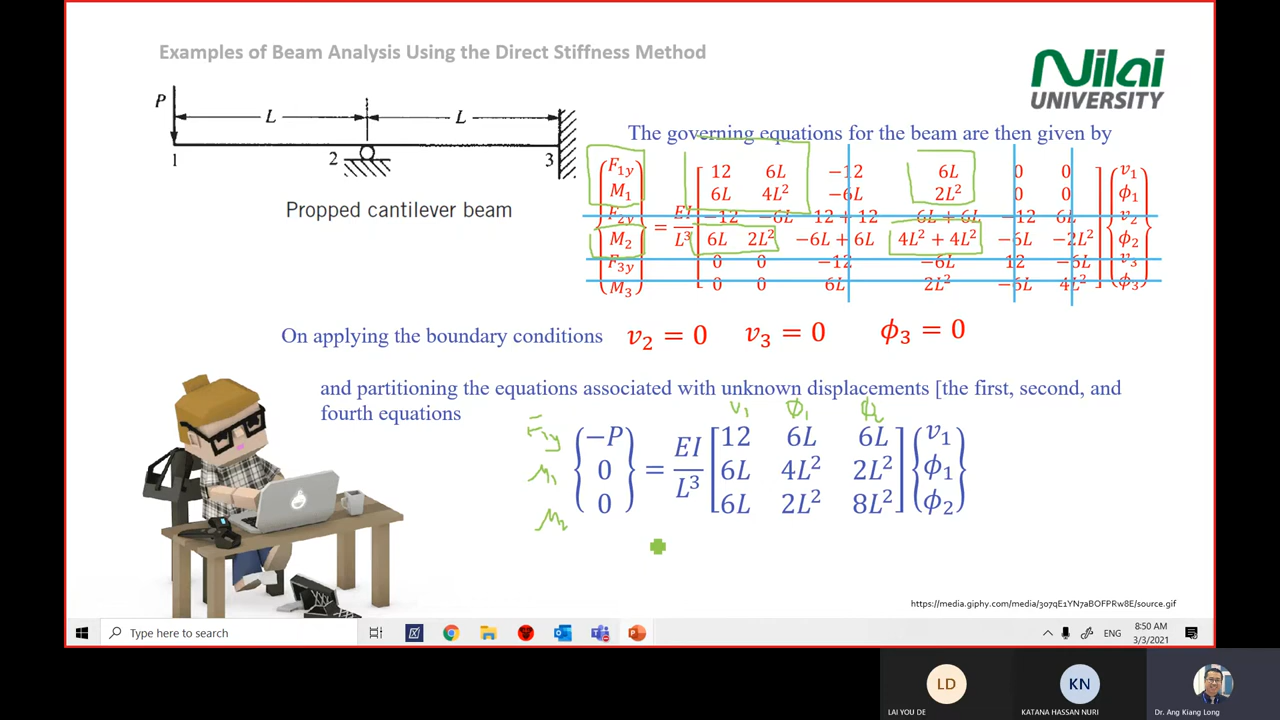 Examples of Beam Analysis Using the Direct Stiffness Method
Nilai
UNIVERSITY
P
L L
1 2 3
Propped cantilever beam
The governing equations for the beam are then given by
F1y 12 6L -12 6L 0 0 v1
M1 6L 4L² -6L 2L² 0 0 ϕ1
F2y -12 -6L 12 + 12 6L + 6L -12 6L v2
M2 = EI/L³ 6L 2L² -6L + 6L 4L² + 4L² -6L -2L² ϕ2
F3y 0 0 -12 -6L 12 -6L v3
M3 0 0 6L 2L² -6L 4L² ϕ3
On applying the boundary conditions v2 = 0 v3 = 0 ϕ3 = 0
and partitioning the equations associated with unknown displacements [the first, second, and
fourth equations
v1 ϕ1 ϕ2
F1y -P 12 6L 6L v1
M1 0 = EI/L³ 6L 4L² 2L² ϕ1
M2 0 6L 2L² 8L² ϕ2
https://media.giphy.com/media/307qE1YN7aBOFPRw8E/source.gif
Type here to search
ENG
8:50 AM
3/3/2021
LD
KN
LAI YOU DE
KATANA HASSAN NURI
Dr. Ang Kiang Long